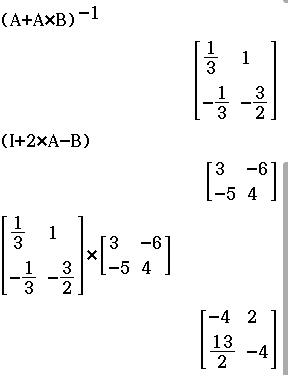 (A+A×B)⁻¹
[1/3 1
-1/3 -3/2]
(I+2×A-B)
[3 -6
-5 4]
[1/3 1
-1/3 -3/2]×[3 -6
-5 4]
[-4 2
13/2 -4]